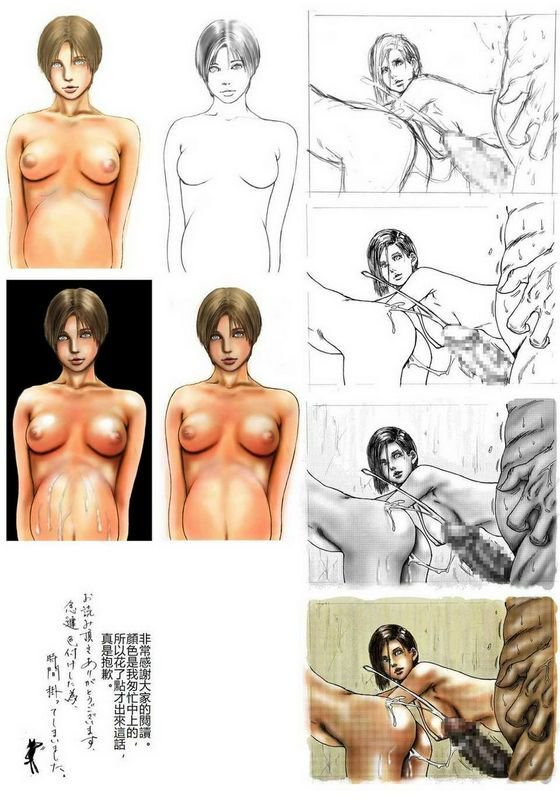 お読み頂きありがとうございます。
急遽色付けした為、
時間掛ってしまいました。
非常感謝大家的閱讀。
顏色是我匆忙中上的，
所以花了點才出來這話，
真是抱歉。